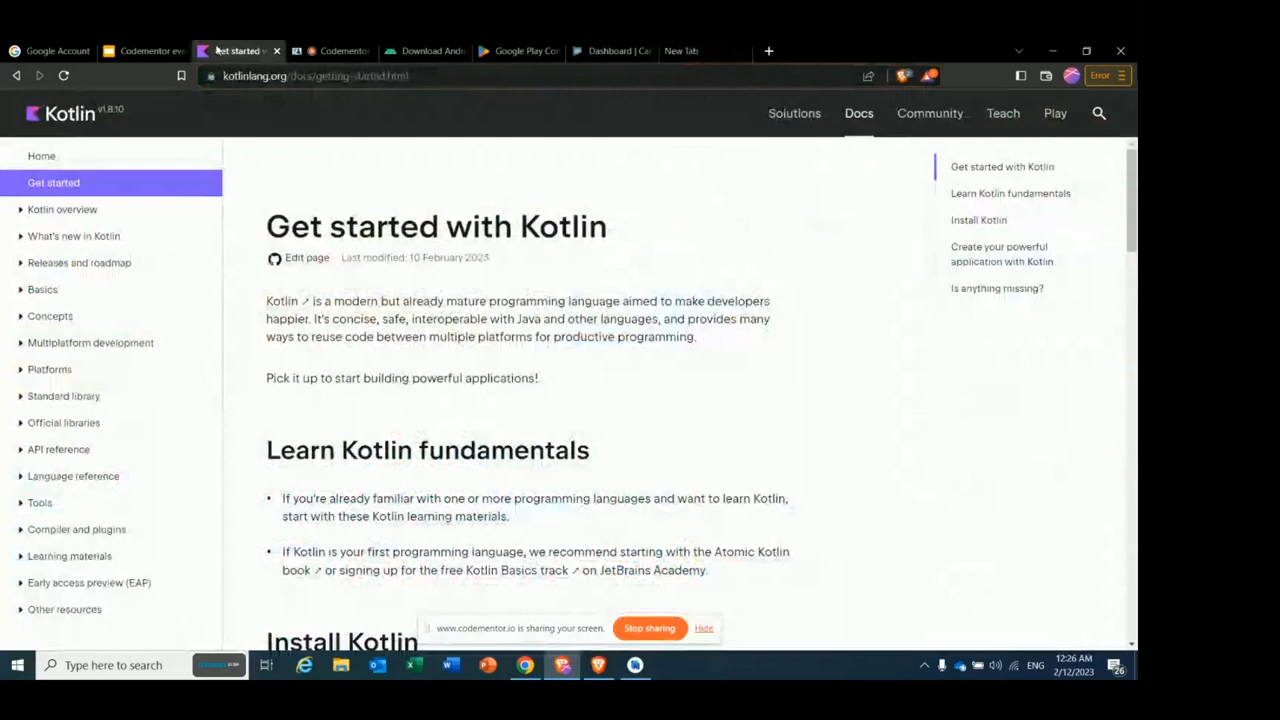 Google Account
Codementor eve
Get started
Codementor
Download Andr
Google Play Con
Dashboard | Car
New Tab
kotlinlang.org/docs/getting-started.html
Error
Kotlin v1.8.10
Solutions
Docs
Community
Teach
Play
Home
Get started
Kotlin overview
What's new in Kotlin
Releases and roadmap
Basics
Concepts
Multiplatform development
Platforms
Standard library
Official libraries
API reference
Language reference
Tools
Compiler and plugins
Learning materials
Early access preview (EAP)
Other resources
Get started with Kotlin
Edit page Last modified: 10 February 2023
Kotlin is a modern but already mature programming language aimed to make developers
happier. It's concise, safe, interoperable with Java and other languages, and provides many
ways to reuse code between multiple platforms for productive programming.
Pick it up to start building powerful applications!
Learn Kotlin fundamentals
• If you're already familiar with one or more programming languages and want to learn Kotlin,
start with these Kotlin learning materials.
• If Kotlin is your first programming language, we recommend starting with the Atomic Kotlin
book or signing up for the free Kotlin Basics track on JetBrains Academy.
Install Kotlin
Get started with Kotlin
Learn Kotlin fundamentals
Install Kotlin
Create your powerful
application with Kotlin
Is anything missing?
www.codementor.io is sharing your screen.
Stop sharing
Hide
Type here to search
ENG
12:26 AM
2/12/2023
26